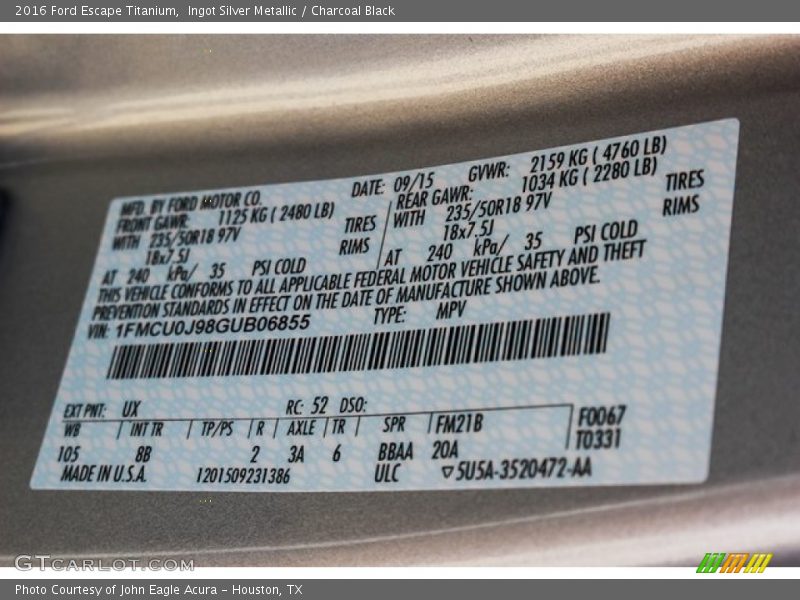 2016 Ford Escape Titanium,  Ingot Silver Metallic / Charcoal Black
MFD. BY FORD MOTOR CO. DATE: 09/15 GVWR: 2159 KG ( 4760 LB)
FRONT GAWR: 1125 KG ( 2480 LB) REAR GAWR: 1034 KG ( 2280 LB)
WITH 235/50R18 97V TIRES WITH 235/50R18 97V TIRES
18x7.5J RIMS 18x7.5J RIMS
AT 240 kPa/ 35 PSI COLD AT 240 kPa/ 35 PSI COLD
THIS VEHICLE CONFORMS TO ALL APPLICABLE FEDERAL MOTOR VEHICLE SAFETY AND THEFT
PREVENTION STANDARDS IN EFFECT ON THE DATE OF MANUFACTURE SHOWN ABOVE.
VIN: 1FMCU0J98GUB06855 TYPE: MPV
EXT PNT: UX RC: 52 DSO:
WB INT TR TP/PS R AXLE TR SPR FM21B F0067
105 8B 2 3A 6 BBAA 20A T0331
MADE IN U.S.A. 1201509231386 ULC ▽5U5A-3520472-AA
GTCARLOT.COM
Photo Courtesy of John Eagle Acura - Houston, TX